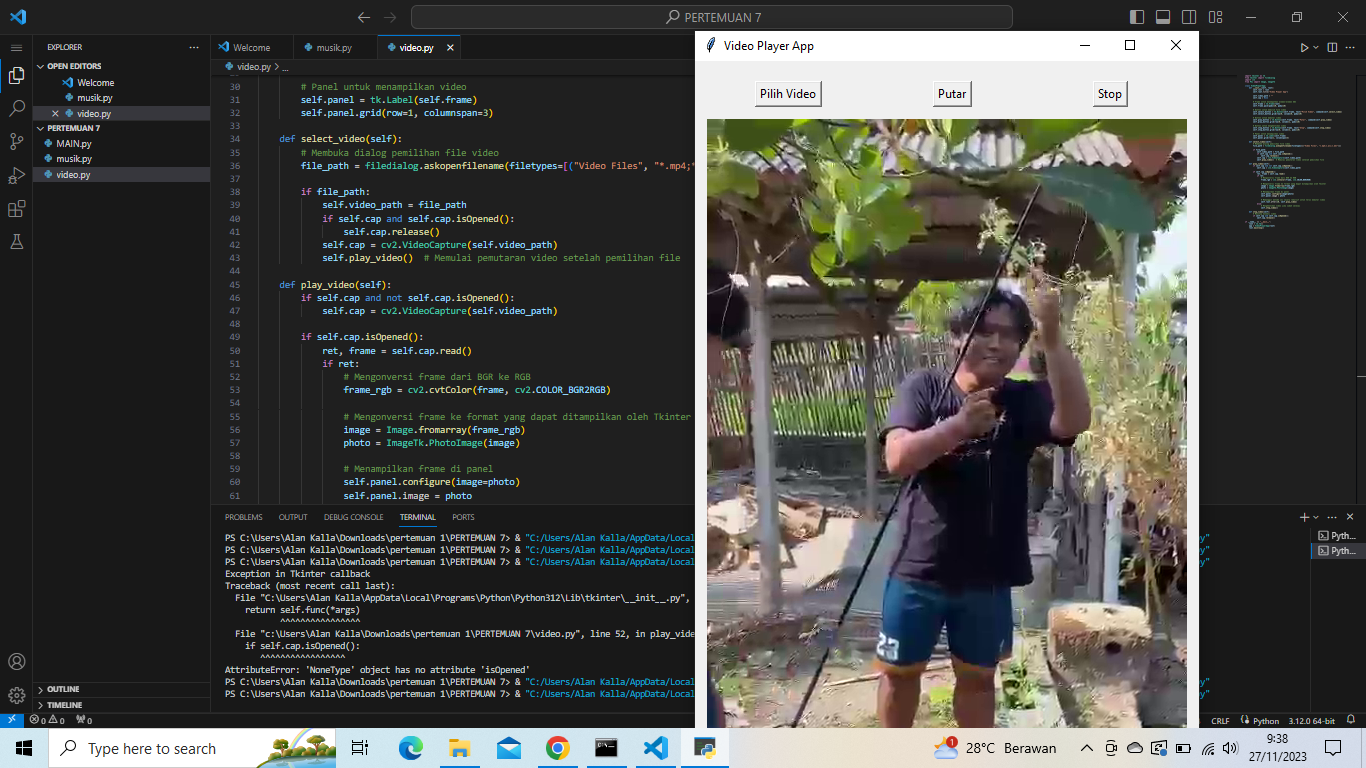 PERTEMUAN 7
EXPLORER
OPEN EDITORS
Welcome
musik.py
video.py
PERTEMUAN 7
MAIN.py
musik.py
video.py
OUTLINE
TIMELINE
Welcome
musik.py
video.py
video.py > ...
30 # Panel untuk menampilkan video
31 self.panel = tk.Label(self.frame)
32 self.panel.grid(row=1, columnspan=3)
33
34 def select_video(self):
35 # Membuka dialog pemilihan file video
36 file_path = filedialog.askopenfilename(filetypes=[("Video Files", "*.mp4;*
37
38 if file_path:
39 self.video_path = file_path
40 if self.cap and self.cap.isOpened():
41 self.cap.release()
42 self.cap = cv2.VideoCapture(self.video_path)
43 self.play_video() # Memulai pemutaran video setelah pemilihan file
44
45 def play_video(self):
46 if self.cap and not self.cap.isOpened():
47 self.cap = cv2.VideoCapture(self.video_path)
48
49 if self.cap.isOpened():
50 ret, frame = self.cap.read()
51 if ret:
52 # Mengonversi frame dari BGR ke RGB
53 frame_rgb = cv2.cvtColor(frame, cv2.COLOR_BGR2RGB)
54
55 # Mengonversi frame ke format yang dapat ditampilkan oleh Tkinter
56 image = Image.fromarray(frame_rgb)
57 photo = ImageTk.PhotoImage(image)
58
59 # Menampilkan frame di panel
60 self.panel.configure(image=photo)
61 self.panel.image = photo
PROBLEMS OUTPUT DEBUG CONSOLE TERMINAL PORTS
PS C:\Users\Alan Kalla\Downloads\pertemuan 1\PERTEMUAN 7> & "C:/Users/Alan Kalla/AppData/Local
PS C:\Users\Alan Kalla\Downloads\pertemuan 1\PERTEMUAN 7> & "C:/Users/Alan Kalla/AppData/Local
PS C:\Users\Alan Kalla\Downloads\pertemuan 1\PERTEMUAN 7> & "C:/Users/Alan Kalla/AppData/Local
Exception in Tkinter callback
Traceback (most recent call last):
File "C:\Users\Alan Kalla\AppData\Local\Programs\Python\Python312\Lib\tkinter\__init__.py",
return self.func(*args)
^^^^^^^^^^^^^^^^
File "c:\Users\Alan Kalla\Downloads\pertemuan 1\PERTEMUAN 7\video.py", line 52, in play_vide
if self.cap.isOpened():
^^^^^^^^^^^^^^^^^
AttributeError: 'NoneType' object has no attribute 'isOpened'
PS C:\Users\Alan Kalla\Downloads\pertemuan 1\PERTEMUAN 7> & "C:/Users/Alan Kalla/AppData/Local
PS C:\Users\Alan Kalla\Downloads\pertemuan 1\PERTEMUAN 7> & "C:/Users/Alan Kalla/AppData/Local
Pyth...
Pyth...
Video Player App
Pilih Video
Putar
Stop
23
0 0
0
CRLF
Python
3.12.0 64-bit
Type here to search
1
28°C Berawan
9:38
27/11/2023